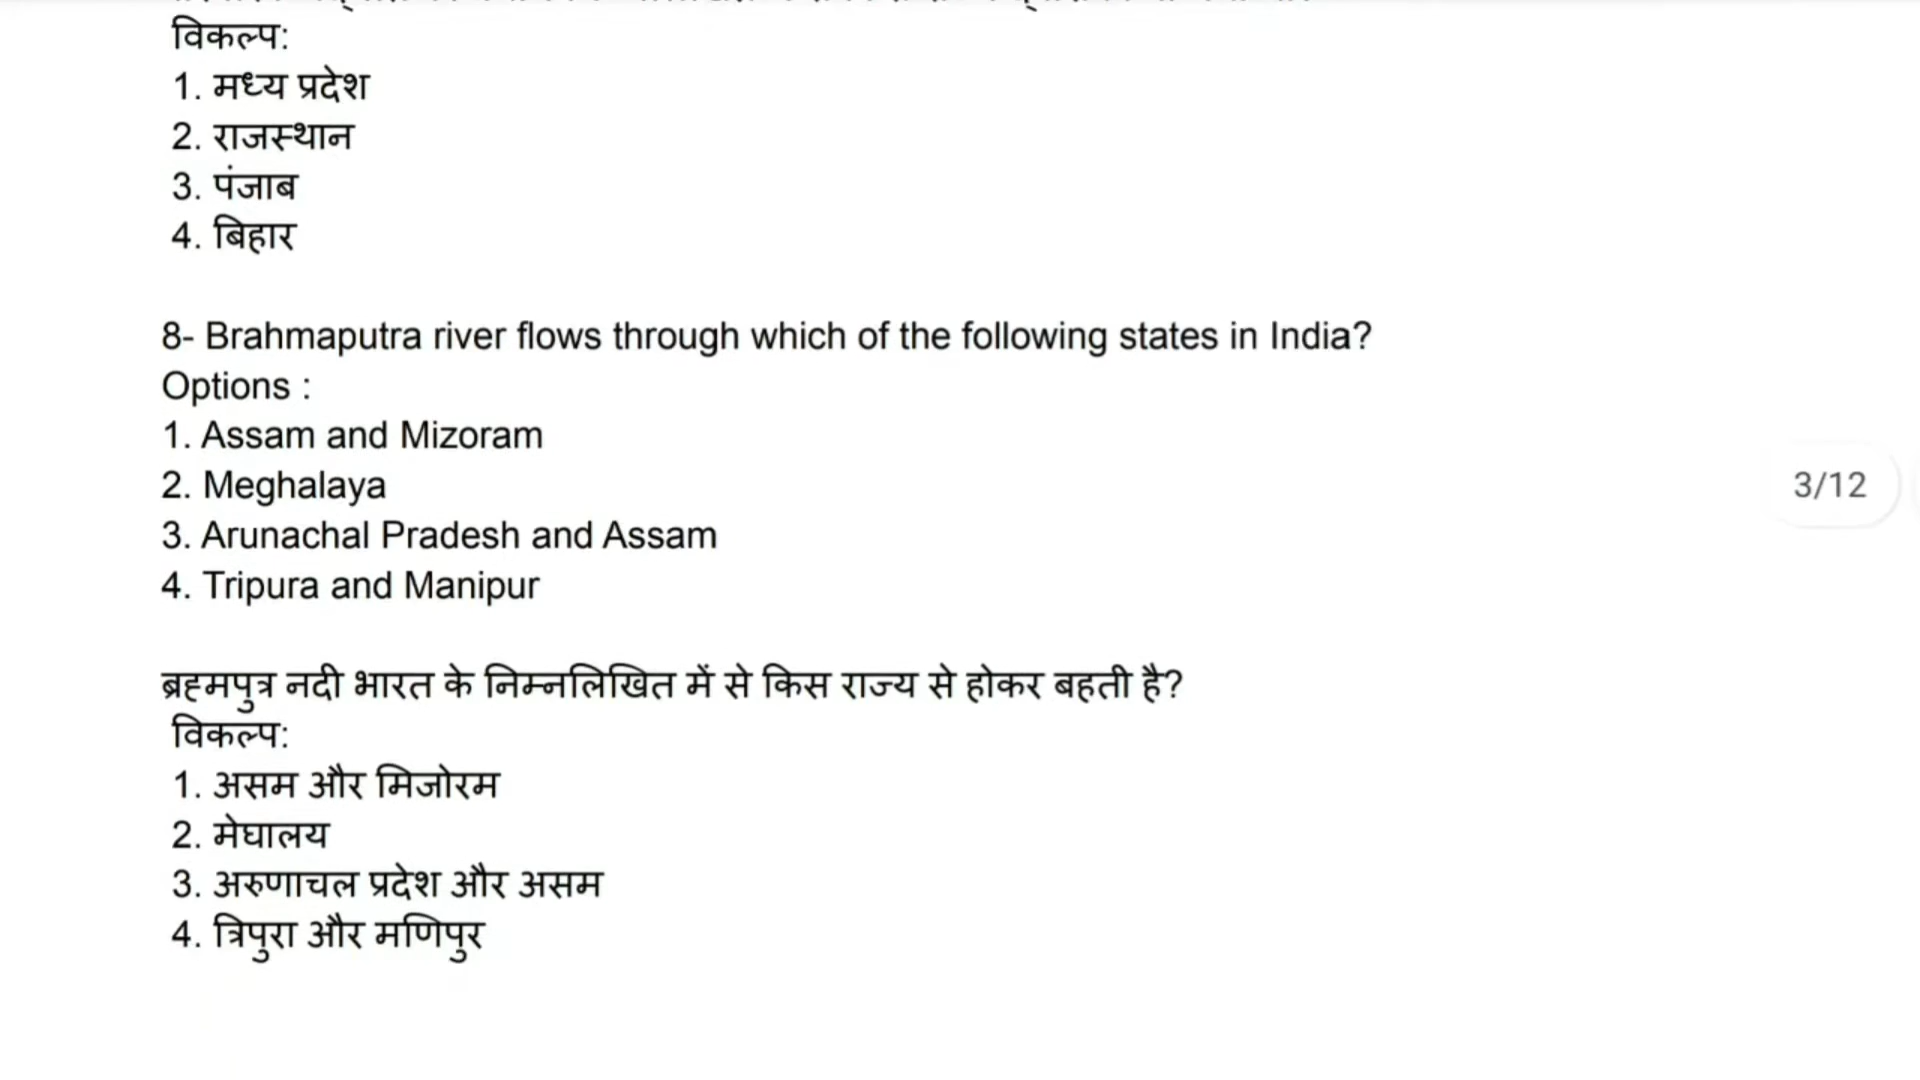 विकल्प:
1. मध्य प्रदेश
2. राजस्थान
3. पंजाब
4. बिहार
8- Brahmaputra river flows through which of the following states in India?
Options :
1. Assam and Mizoram
2. Meghalaya
3. Arunachal Pradesh and Assam
4. Tripura and Manipur
3/12
ब्रह्मपुत्र नदी भारत के निम्नलिखित में से किस राज्य से होकर बहती है?
विकल्प:
1. असम और मिजोरम
2. मेघालय
3. अरुणाचल प्रदेश और असम
4. त्रिपुरा और मणिपुर